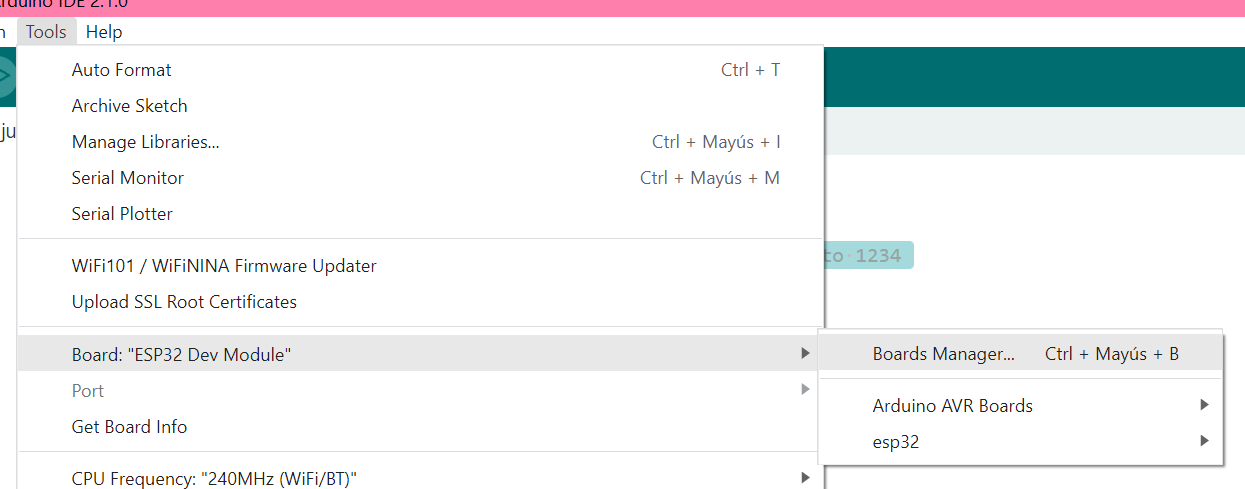 Arduino IDE 2.1.0
Tools Help
Auto Format Ctrl + T
Archive Sketch
Manage Libraries... Ctrl + Mayús + I
Serial Monitor Ctrl + Mayús + M
Serial Plotter
to 1234
WiFi101 / WiFiNINA Firmware Updater
Upload SSL Root Certificates
Board: "ESP32 Dev Module"
Boards Manager... Ctrl + Mayús + B
Port
Arduino AVR Boards
Get Board Info
esp32
CPU Frequency: "240MHz (WiFi/BT)"